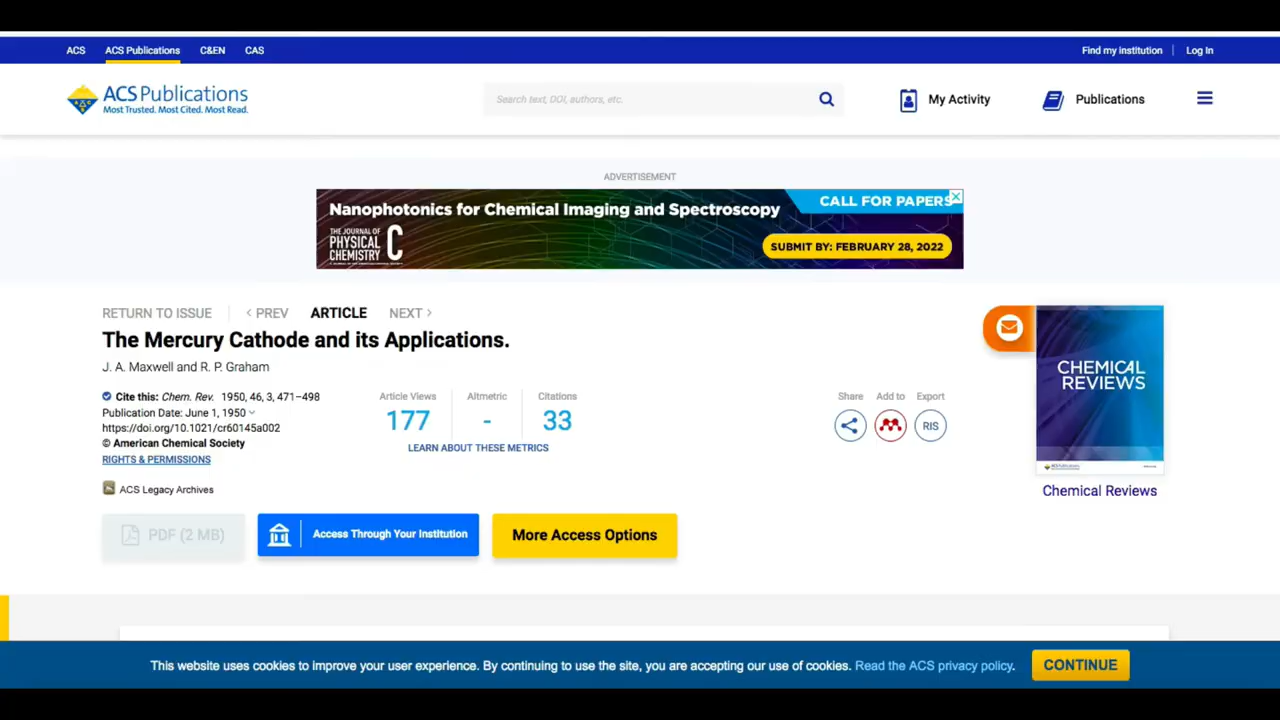 ACS ACS Publications C&EN CAS Find my institution Log In
ACS Publications
Most Trusted. Most Cited. Most Read.
Search text, DOI, authors, etc.
My Activity Publications
ADVERTISEMENT
Nanophotonics for Chemical Imaging and Spectroscopy
CALL FOR PAPERS
THE JOURNAL OF
PHYSICAL
CHEMISTRY C
SUBMIT BY: FEBRUARY 28, 2022
RETURN TO ISSUE < PREV ARTICLE NEXT >
The Mercury Cathode and its Applications.
J. A. Maxwell and R. P. Graham
Cite this: Chem. Rev. 1950, 46, 3, 471–498
Publication Date: June 1, 1950
https://doi.org/10.1021/cr60145a002
© American Chemical Society
RIGHTS & PERMISSIONS
Article Views Altmetric Citations
177 - 33
LEARN ABOUT THESE METRICS
Share Add to Export
RIS
CHEMICAL
REVIEWS
Chemical Reviews
ACS Legacy Archives
PDF (2 MB) Access Through Your Institution More Access Options
This website uses cookies to improve your user experience. By continuing to use the site, you are accepting our use of cookies. Read the ACS privacy policy. CONTINUE